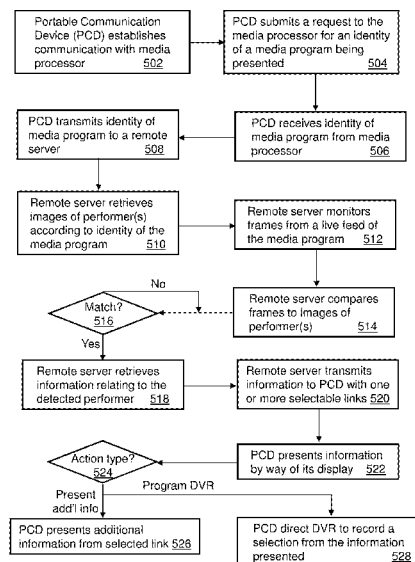 Portable Communication
Device (PCD) establishes
communication with media
processor 502
PCD submits a request to the
media processor for an identity
of a media program being
presented 504
PCD receives identity of
media program from media
processor 506
PCD transmits identity of
media program to a remote
server 508
Remote server retrieves
images of performer(s)
according to identity of the
media program 510
Remote server monitors
frames from a live feed of
the media program 512
Remote server compares
frames to images of
performer(s) 514
No
Match?
516
Yes
Remote server retrieves
information relating to the
detected performer 518
Remote server transmits
information to PCD with one
or more selectable links 520
PCD presents information
by way of its display 522
Action type?
524
Program DVR
Present
add'l info
PCD presents additional
information from selected link 526
PCD direct DVR to record a
selection from the information
presented 528